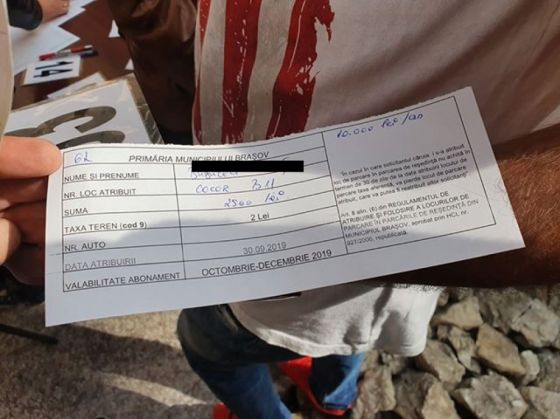 62
PRIMĂRIA MUNICIPIULUI BRAȘOV
NUME ȘI PRENUME
NR. LOC ATRIBUIT COCOR B11
SUMA 2500 lei
TAXA TEREN (cod 9) 2 Lei
NR. AUTO
DATA ATRIBUIRII 30.09.2019
VALABILITATE ABONAMENT OCTOMBRIE-DECEMBRIE 2019
10.000 lei/an
"În cazul în care solicitantul căruia i s-a atribuit
loc de parcare în parcarea de reședință nu achită în
termen de 30 de zile de la data atribuirii locului de
parcare taxa aferentă, va pierde locul de parcare
atribuit, care va putea fi reatribuit altui solicitant"
Art. 8 alin. (6) din REGULAMENTUL DE
ATRIBUIRE ȘI FOLOSIRE A LOCURILOR DE
PARCARE ÎN PARCĂRILE DE REȘEDINȚĂ DIN
MUNICIPIUL BRAȘOV, aprobat prin HCL nr.
927/2006, republicată.